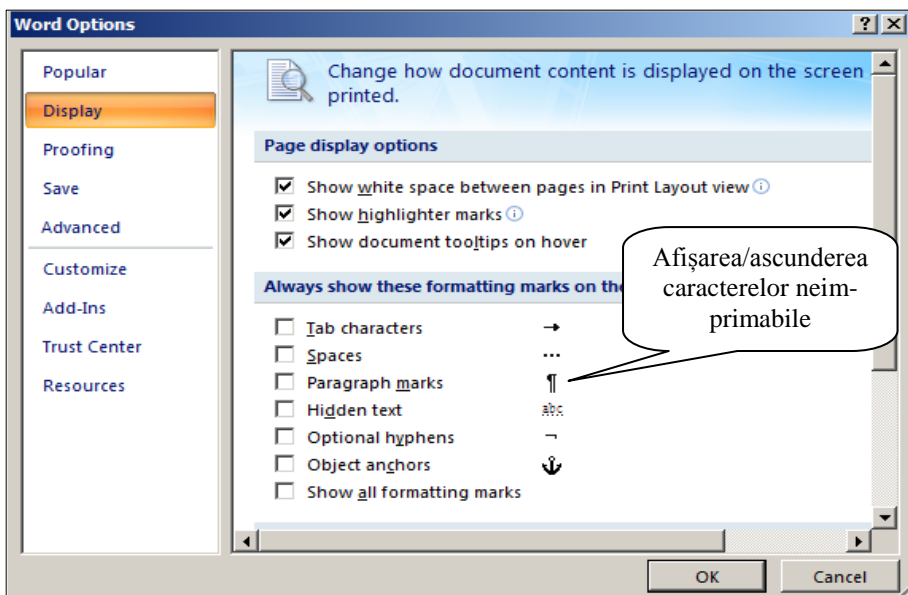 Word Options
Popular
Display
Proofing
Save
Advanced
Customize
Add-Ins
Trust Center
Resources
Change how document content is displayed on the screen
printed.
Page display options
Show white space between pages in Print Layout view
Show highlighter marks
Show document tooltips on hover
Always show these formatting marks on the
Tab characters →
Spaces ···
Paragraph marks ¶
Hidden text abc
Optional hyphens ¬
Object anchors ⚓
Show all formatting marks
Afișarea/ascunderea
caracterelor neim-
primabile
OK
Cancel